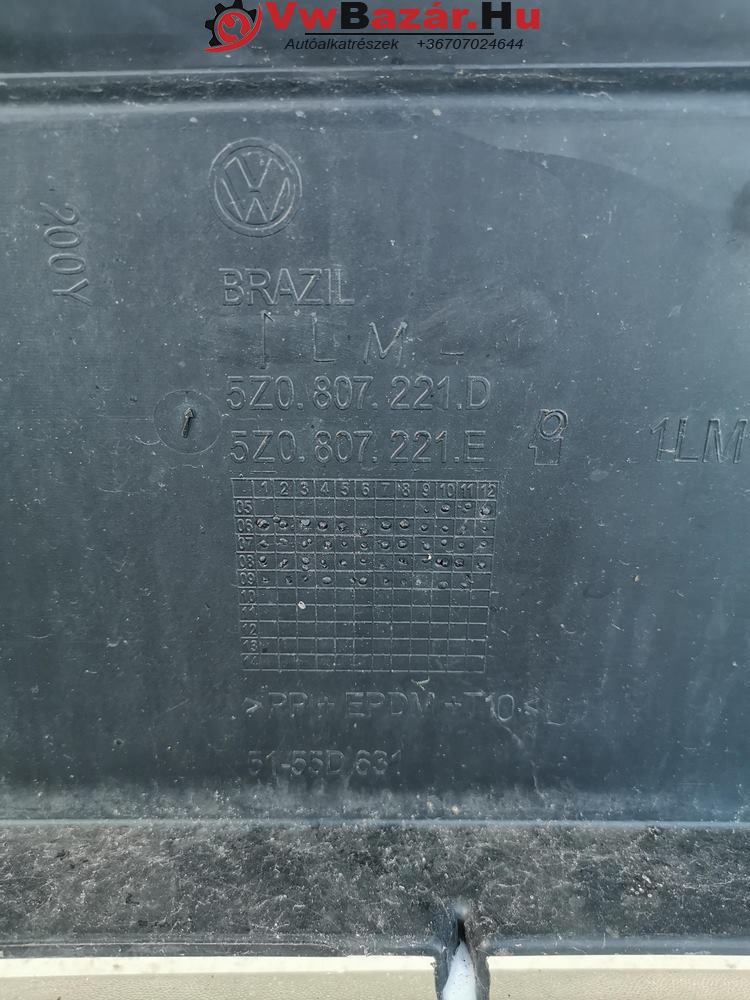 VwBazár.Hu
Autóalkatrészek +36707024644
200Y
BRAZIL
1LM-
5Z0.807.221.D
5Z0.807.221.E
1LM
1 2 3 4 5 6 7 8 9 10 11 12
05
06
07
08
09
10
11
12
13
14
>PP+EPDM-T10<
51-55D/631